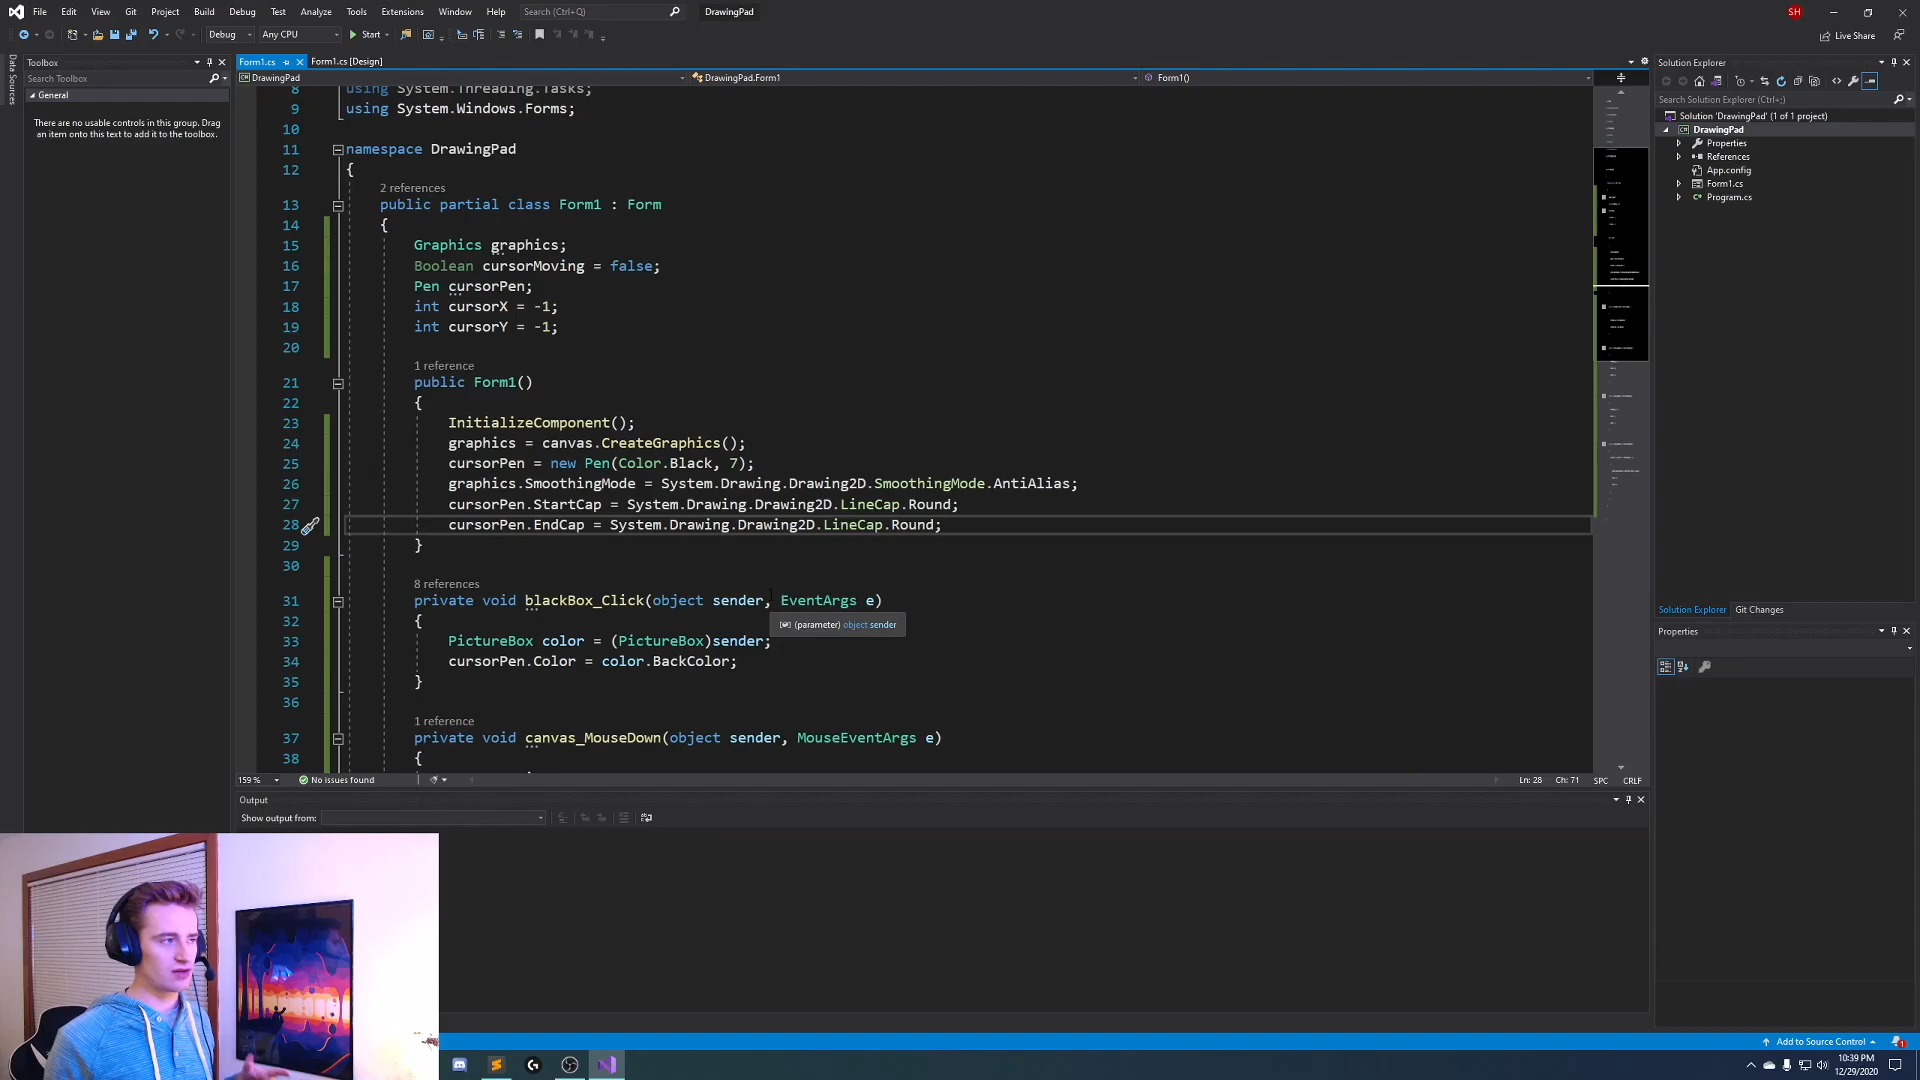 File Edit View Git Project Build Debug Test Analyze Tools Extensions Window Help Search (Ctrl+Q) DrawingPad SH
Debug Any CPU Start Live Share
Data Sources
Toolbox
Search Toolbox
General
There are no usable controls in this group. Drag
an item onto this text to add it to the toolbox.
Form1.cs Form1.cs [Design]
DrawingPad DrawingPad.Form1 Form1()
8 using System.Threading.Tasks;
9 using System.Windows.Forms;
10
11 namespace DrawingPad
12 {
2 references
13 public partial class Form1 : Form
14 {
15 Graphics graphics;
16 Boolean cursorMoving = false;
17 Pen cursorPen;
18 int cursorX = -1;
19 int cursorY = -1;
20
1 reference
21 public Form1()
22 {
23 InitializeComponent();
24 graphics = canvas.CreateGraphics();
25 cursorPen = new Pen(Color.Black, 7);
26 graphics.SmoothingMode = System.Drawing.Drawing2D.SmoothingMode.AntiAlias;
27 cursorPen.StartCap = System.Drawing.Drawing2D.LineCap.Round;
28 cursorPen.EndCap = System.Drawing.Drawing2D.LineCap.Round;
29 }
30
8 references
31 private void blackBox_Click(object sender, EventArgs e)
32 {
(parameter) object sender
33 PictureBox color = (PictureBox)sender;
34 cursorPen.Color = color.BackColor;
35 }
36
1 reference
37 private void canvas_MouseDown(object sender, MouseEventArgs e)
38 {
159 % No issues found Ln: 28 Ch: 71 SPC CRLF
Output
Show output from:
Solution Explorer
Search Solution Explorer (Ctrl+;)
Solution 'DrawingPad' (1 of 1 project)
DrawingPad
Properties
References
App.config
Form1.cs
Program.cs
Solution Explorer Git Changes
Properties
Add to Source Control 1
10:39 PM
12/29/2020